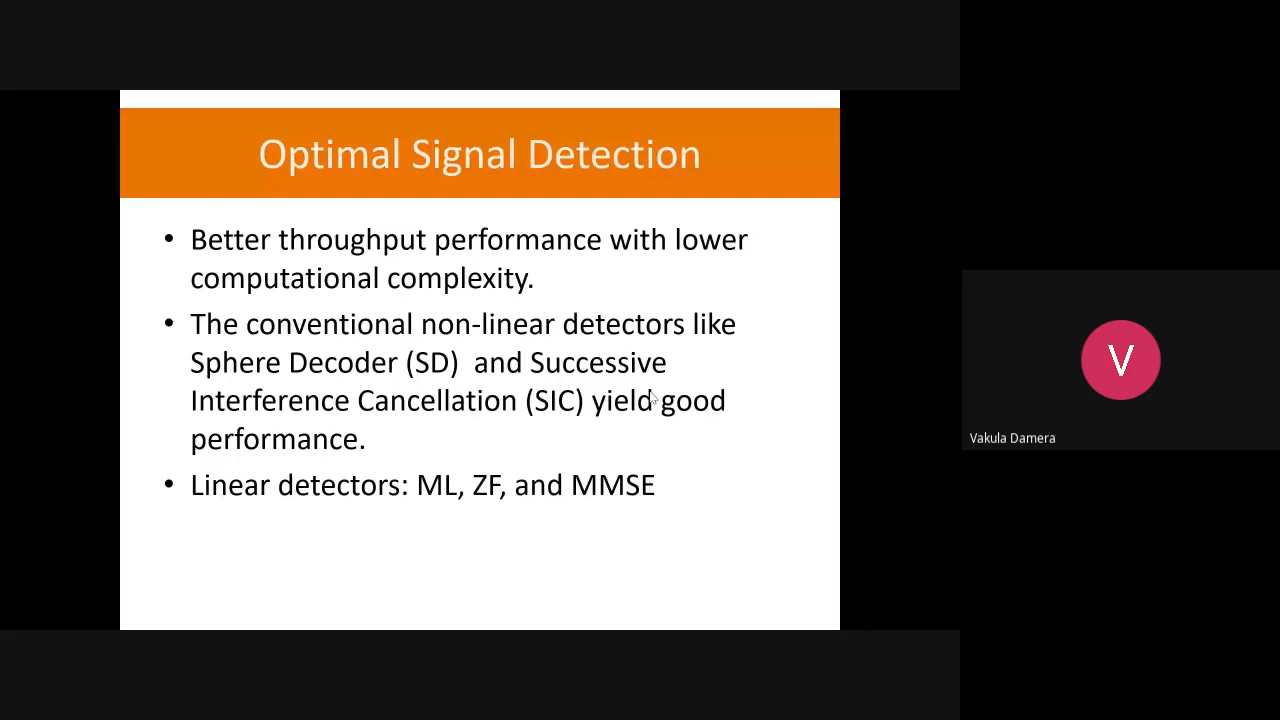 Optimal Signal Detection
• Better throughput performance with lower
computational complexity.
• The conventional non-linear detectors like
Sphere Decoder (SD) and Successive
Interference Cancellation (SIC) yield good
performance.
• Linear detectors: ML, ZF, and MMSE
V
Vakula Damera